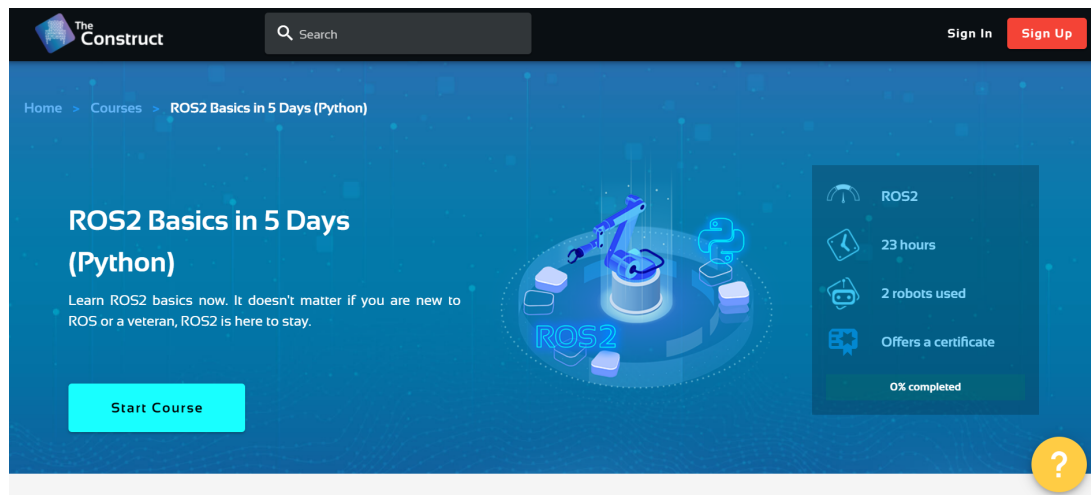 The
Construct
Search
Sign In
Sign Up
Home > Courses > ROS2 Basics in 5 Days (Python)
ROS2 Basics in 5 Days
(Python)
Learn ROS2 basics now. It doesn't matter if you are new to
ROS or a veteran, ROS2 is here to stay.
Start Course
ROS2
ROS2
23 hours
2 robots used
Offers a certificate
0% completed
?